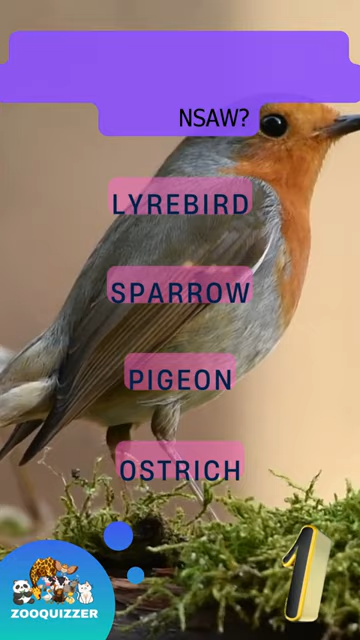 NSAW?
LYREBIRD
SPARROW
PIGEON
OSTRICH
1
ZOOQUIZZER